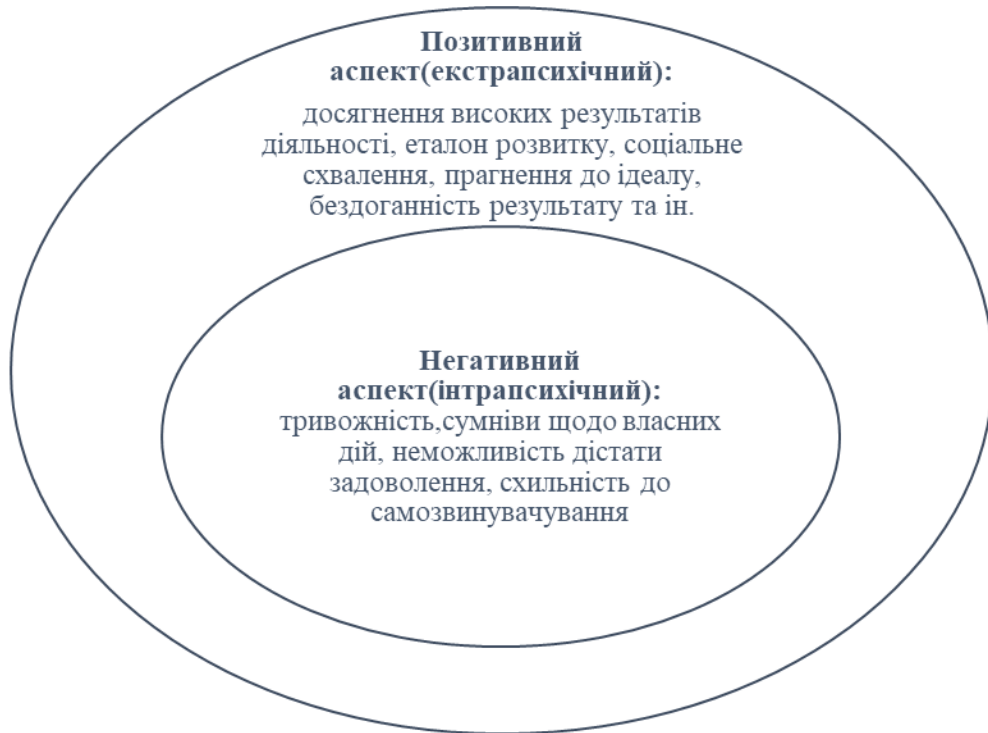 Позитивний
аспект(екстрапсихічний):
досягнення високих результатів
діяльності, еталон розвитку, соціальне
схвалення, прагнення до ідеалу,
бездоганність результату та ін.
Негативний
аспект(інтрапсихічний):
тривожність,сумніви щодо власних
дій, неможливість дістати
задоволення, схильність до
самозвинувачування